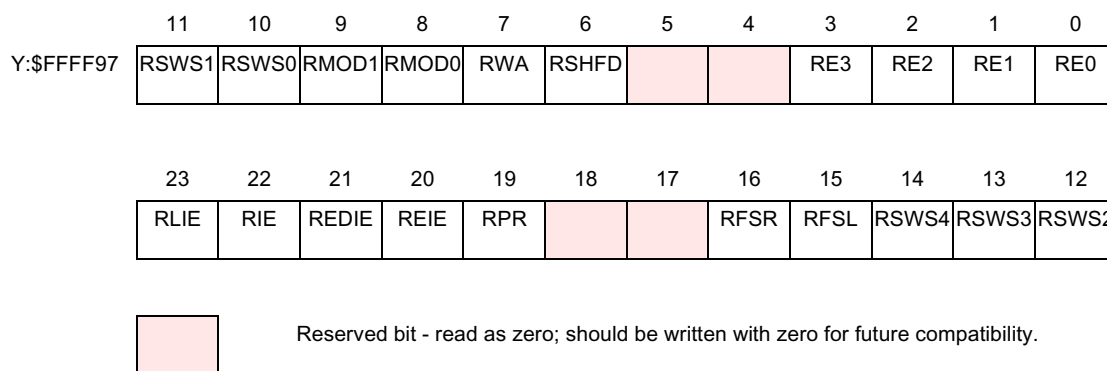 11 10 9 8 7 6 5 4 3 2 1 0
Y:$FFFF97 RSWS1 RSWS0 RMOD1 RMOD0 RWA RSHFD RE3 RE2 RE1 RE0
23 22 21 20 19 18 17 16 15 14 13 12
RLIE RIE REDIE REIE RPR RFSR RFSL RSWS4 RSWS3 RSWS2
Reserved bit - read as zero; should be written with zero for future compatibility.